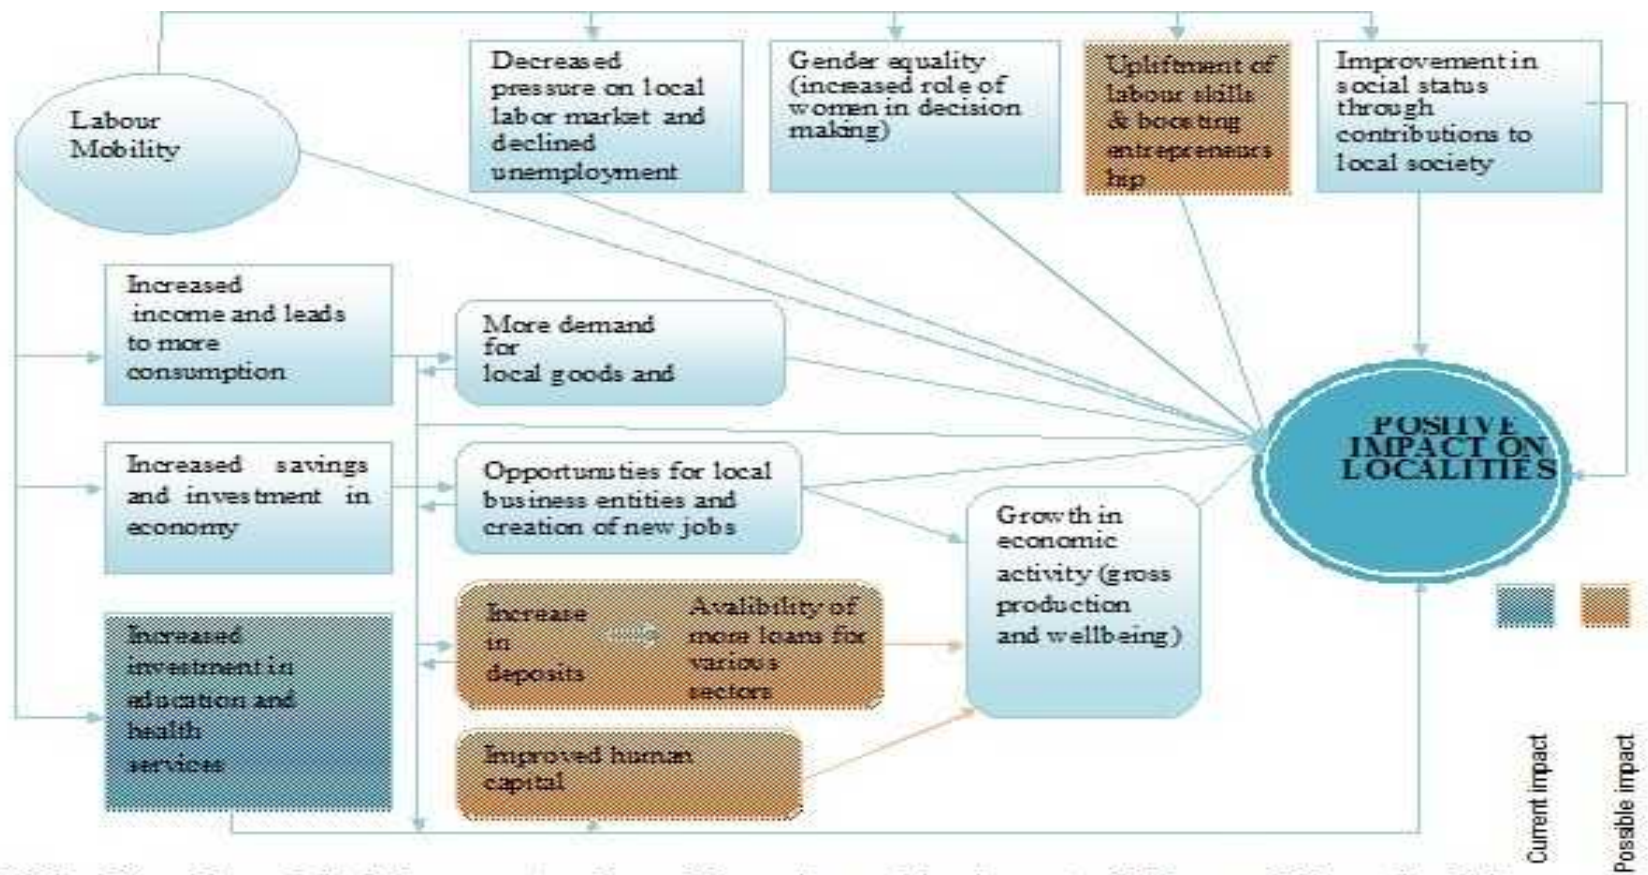 Labour
Mobility
Decreased
pressure on local
labor market and
declined
unemployment
Gender equality
(increased role of
women in decision
making)
Upliftment of
labour skills
& boosting
entrepreneurs
hip
Improvement in
social status
through
contributions to
local society
Increased
income and leads
to more
consumption
More demand
for
local goods and
Increased savings
and investment in
economy
Opportunities for local
business entities and
creation of new jobs
Growth in
economic
activity (gross
production
and wellbeing)
POSITVE
IMPACT ON
LOCALITIES
Increased
investment in
education and
health
services
Increase
in
deposits
Avalibility of
more loans for
various
sectors
Improved human
capital
Current impact
Possible impact